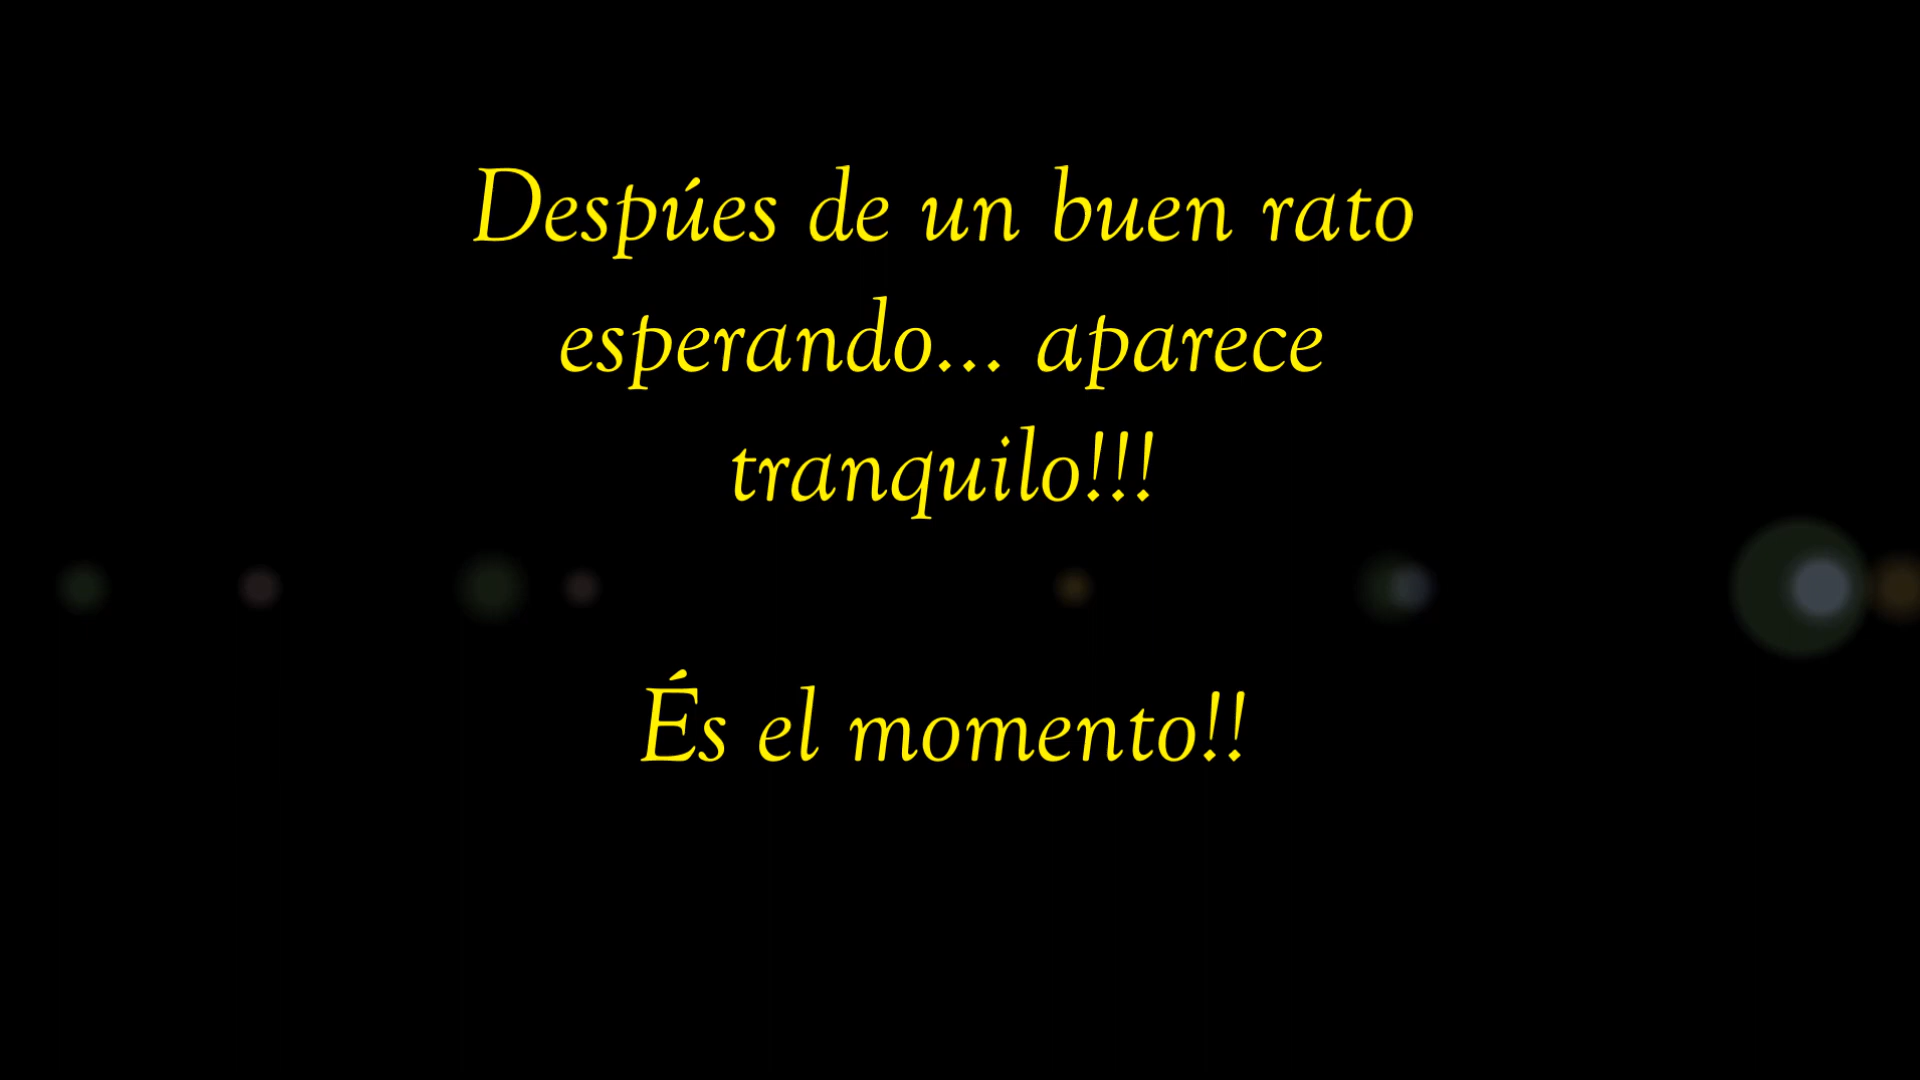 Despúes de un buen rato
esperando... aparece
tranquilo!!!
És el momento!!